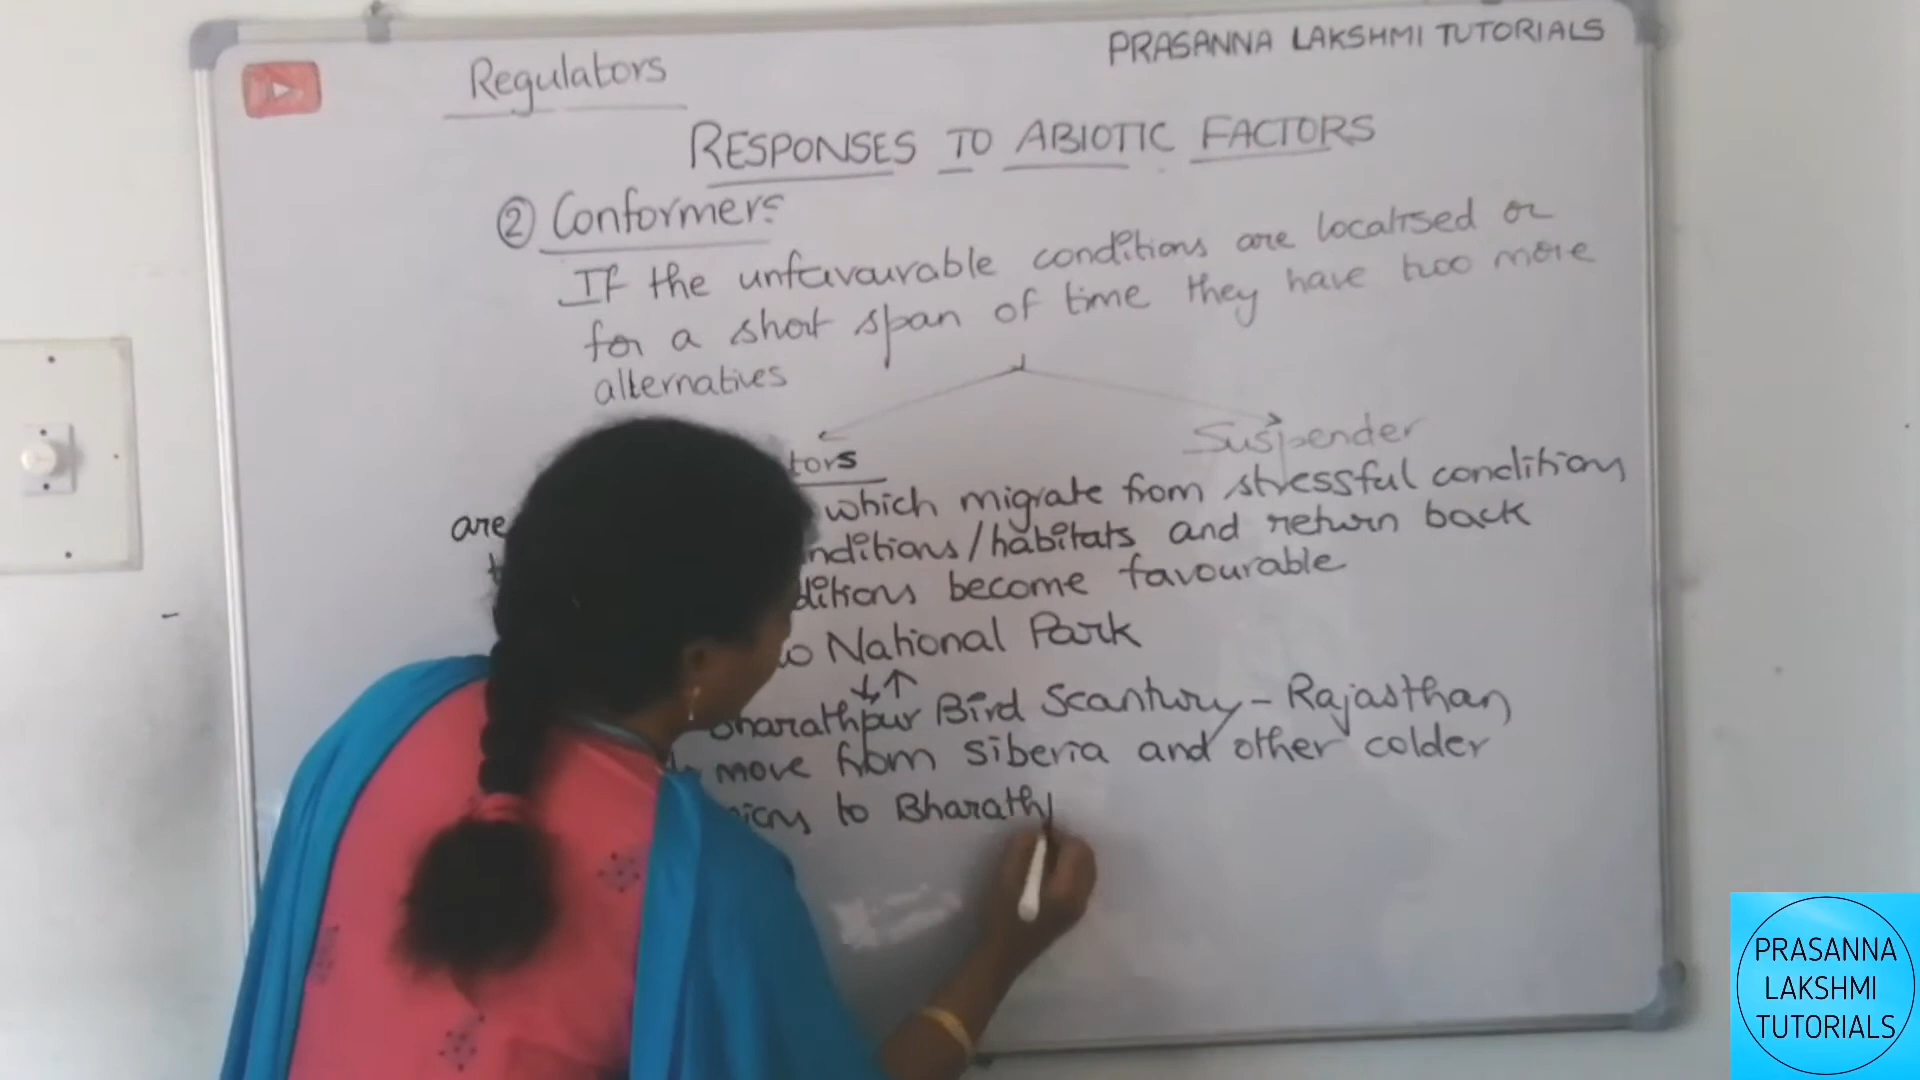 PRASANNA LAKSHMI TUTORIALS
Regulators
RESPONSES TO ABIOTIC FACTORS
② Conformers
If the unfavourable conditions are localised or
for a short span of time they have two more
alternatives
tors
Suspender
are which migrate from stressful conditions
nditions/habitats and return back
ditions become favourable
National Park
Bharathpur Bird Scantury - Rajasthan
move from Siberia and other colder
to Bharath
PRASANNA
LAKSHMI
TUTORIALS